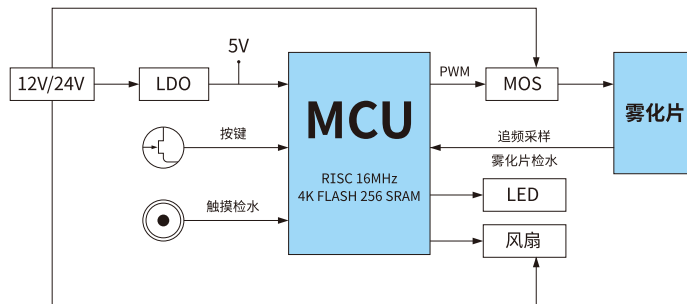 5V
12V/24V
LDO
PWM
MOS
雾化片
MCU
按键
追频采样
雾化片检水
RISC 16MHz
4K FLASH 256 SRAM
LED
触摸检水
风扇